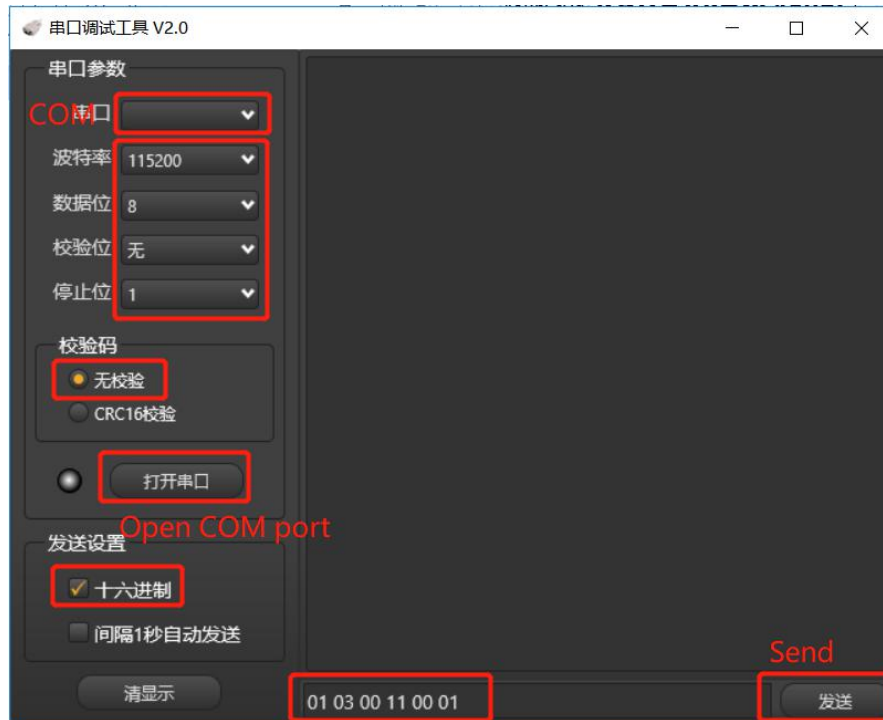 串口调试工具 V2.0
串口参数
COM
串口
波特率 115200
数据位 8
校验位 无
停止位 1
校验码
无校验
CRC16校验
打开串口
Open COM port
发送设置
十六进制
间隔1秒自动发送
Send
清显示
01 03 00 11 00 01
发送